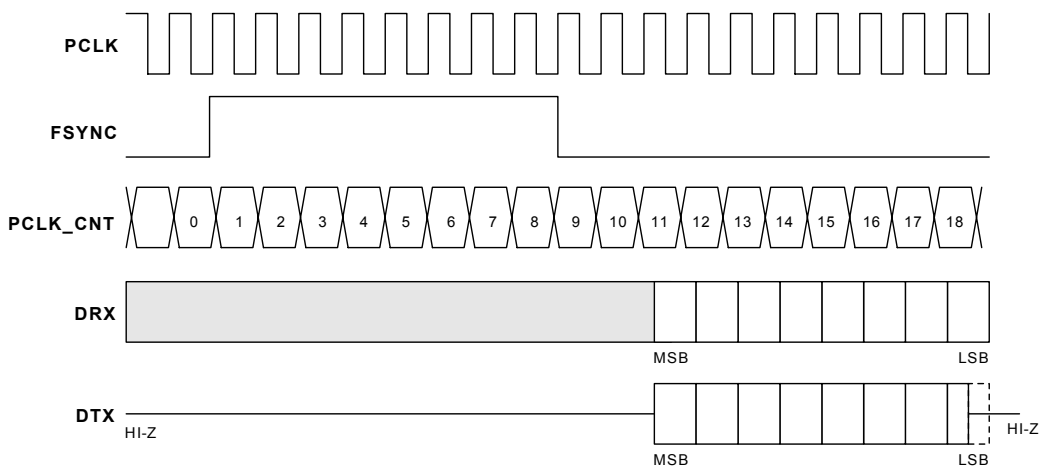 PCLK
FSYNC
PCLK_CNT
0 1 2 3 4 5 6 7 8 9 10 11 12 13 14 15 16 17 18
DRX
MSB LSB
DTX
HI-Z HI-Z
MSB LSB